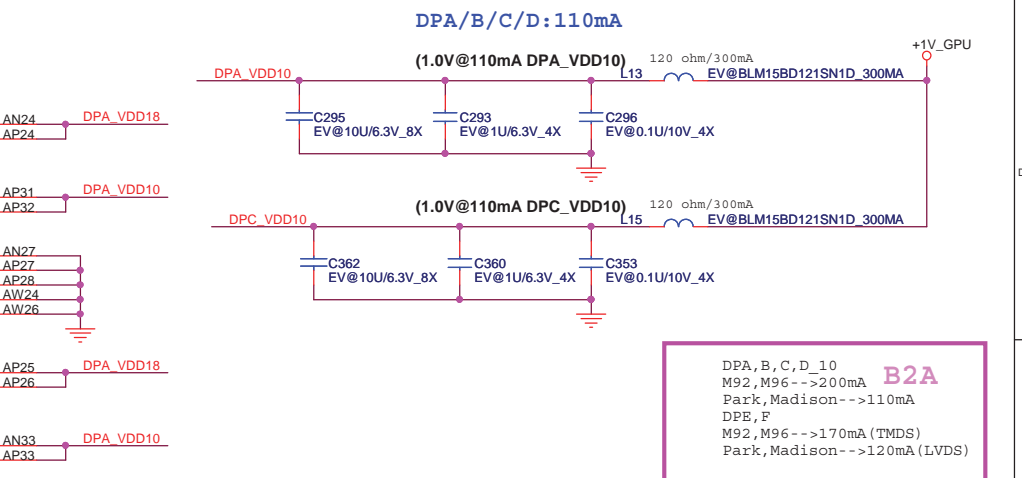 DPA/B/C/D:110mA
+1V_GPU
(1.0V@110mA DPA_VDD10)
120 ohm/300mA
DPA_VDD10
L13
EV@BLM15BD121SN1D_300MA
C295
EV@10U/6.3V_8X
C293
EV@1U/6.3V_4X
C296
EV@0.1U/10V_4X
AN24
AP24
DPA_VDD18
AP31
AP32
DPA_VDD10
(1.0V@110mA DPC_VDD10)
120 ohm/300mA
DPC_VDD10
L15
EV@BLM15BD121SN1D_300MA
C362
EV@10U/6.3V_8X
C360
EV@1U/6.3V_4X
C353
EV@0.1U/10V_4X
AN27
AP27
AP28
AW24
AW26
AP25
AP26
DPA_VDD18
AN33
AP33
DPA_VDD10
DPA,B,C,D_10
M92,M96-->200mA
B2A
Park,Madison-->110mA
DPE,F
M92,M96-->170mA(TMDS)
Park,Madison-->120mA(LVDS)